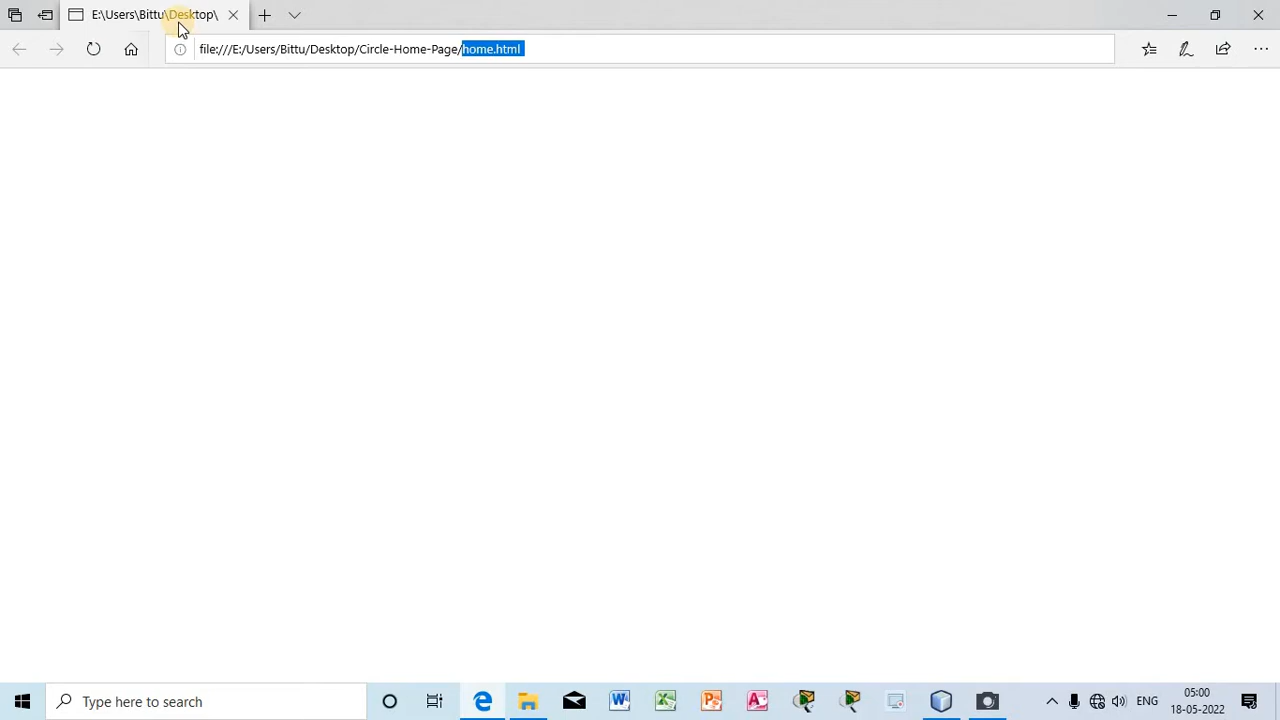 E:\Users\Bittu\Desktop\
file:///E:/Users/Bittu/Desktop/Circle-Home-Page/home.html
Type here to search
ENG
05:00
18-05-2022